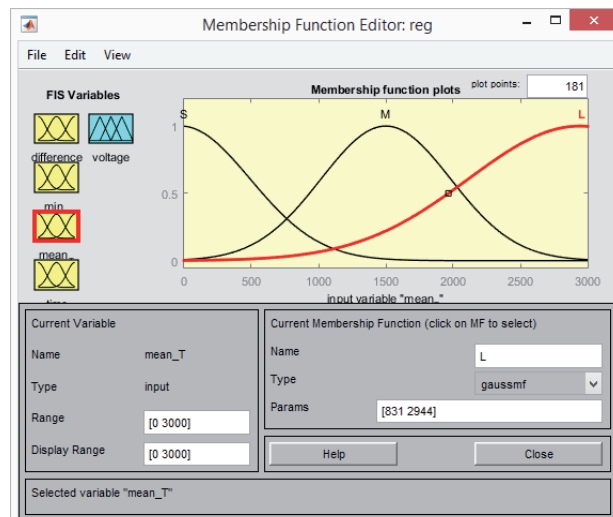 Membership Function Editor: reg
File Edit View
FIS Variables
Membership function plots
plot points:
181
difference
voltage
min
mean_
S
M
L
1
0.5
0
0 500 1000 1500 2000 2500 3000
input variable "mean_"
Current Variable
Name mean_T
Type input
Range [0 3000]
Display Range [0 3000]
Current Membership Function (click on MF to select)
Name L
Type gaussmf
Params [831 2944]
Help Close
Selected variable "mean_T"